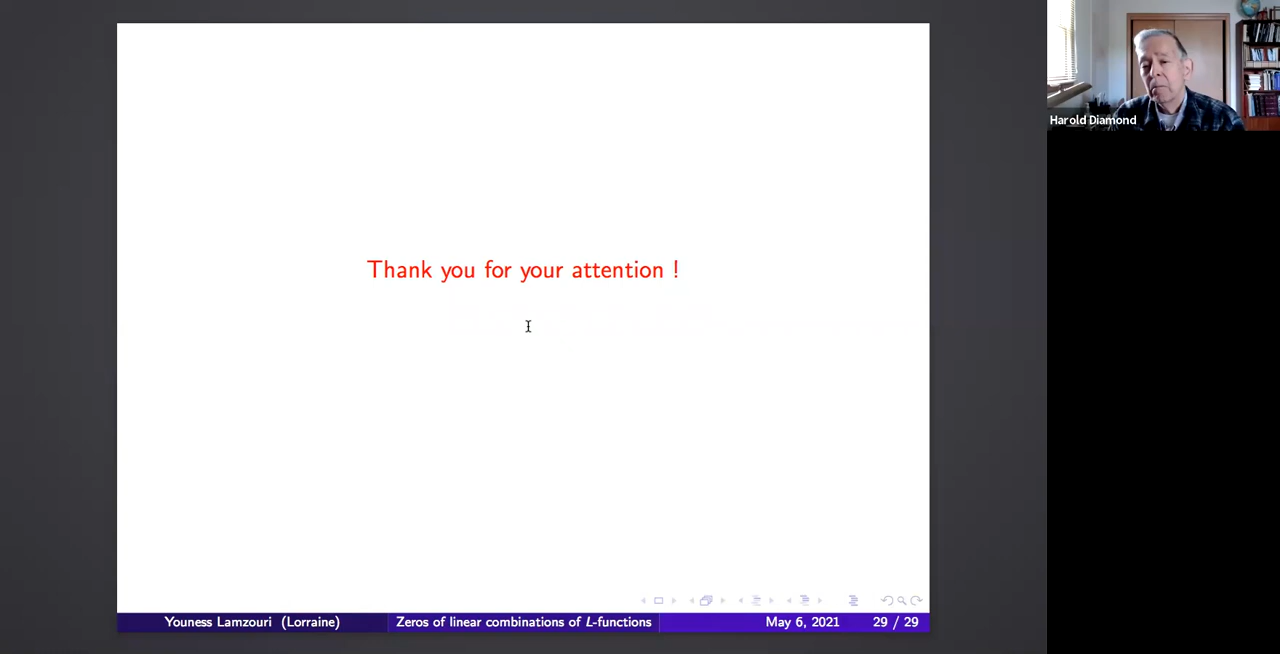 Thank you for your attention !
Youness Lamzouri (Lorraine) Zeros of linear combinations of L-functions May 6, 2021 29 / 29
Harold Diamond